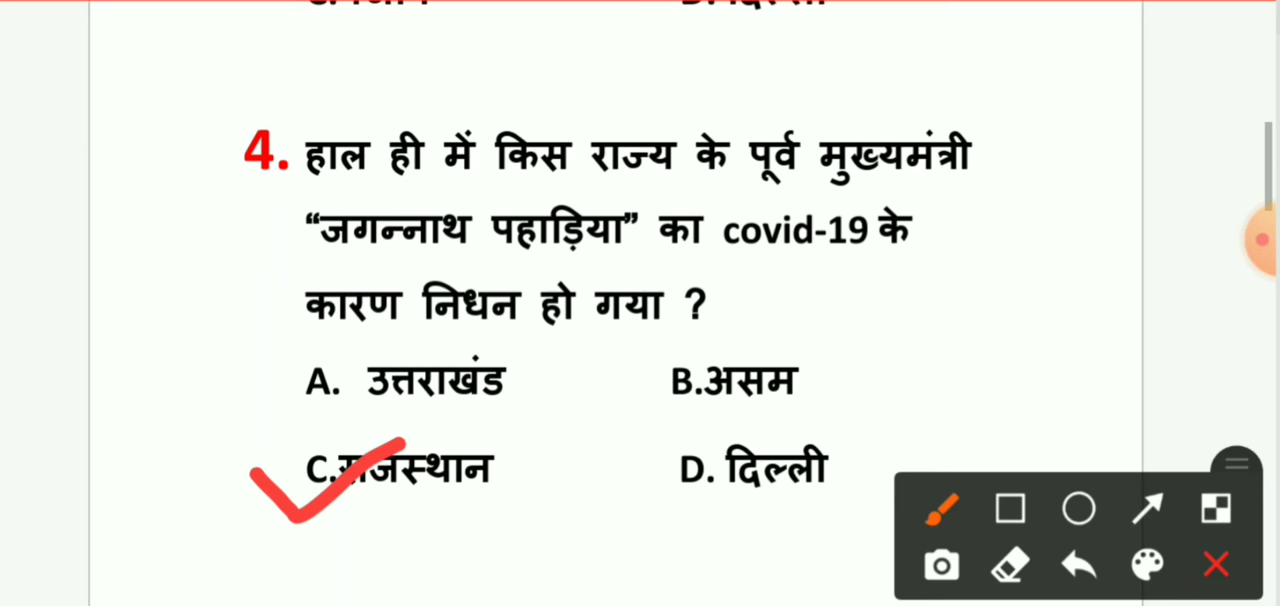 4. हाल ही में किस राज्य के पूर्व मुख्यमंत्री
“जगन्नाथ पहाड़िया” का covid-19 के
कारण निधन हो गया ?
A. उत्तराखंड B.असम
C.राजस्थान D. दिल्ली